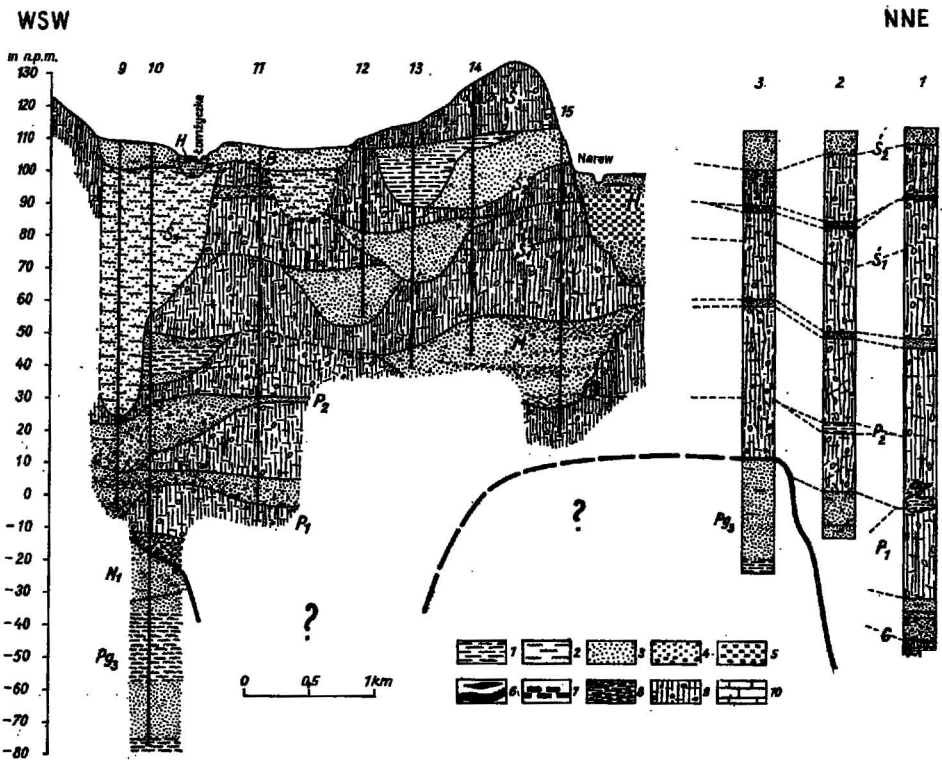 WSW
NNE
m n.p.m.
9 10 11 12 13 14 15 3 2 1
130
120
110
100
90
80
70
60
50
40
30
20
10
0
-10
-20
-30
-40
-50
-60
-70
-80
H
Łomżyczka
B
Narew
H
Ś₂
Ś₁
M
P₂
P₂
P₁
P₁
N₁
Pg₃
Pg₃
G
?
?
0 0,5 1km
1 2 3 4 5
6 7 8 9 10